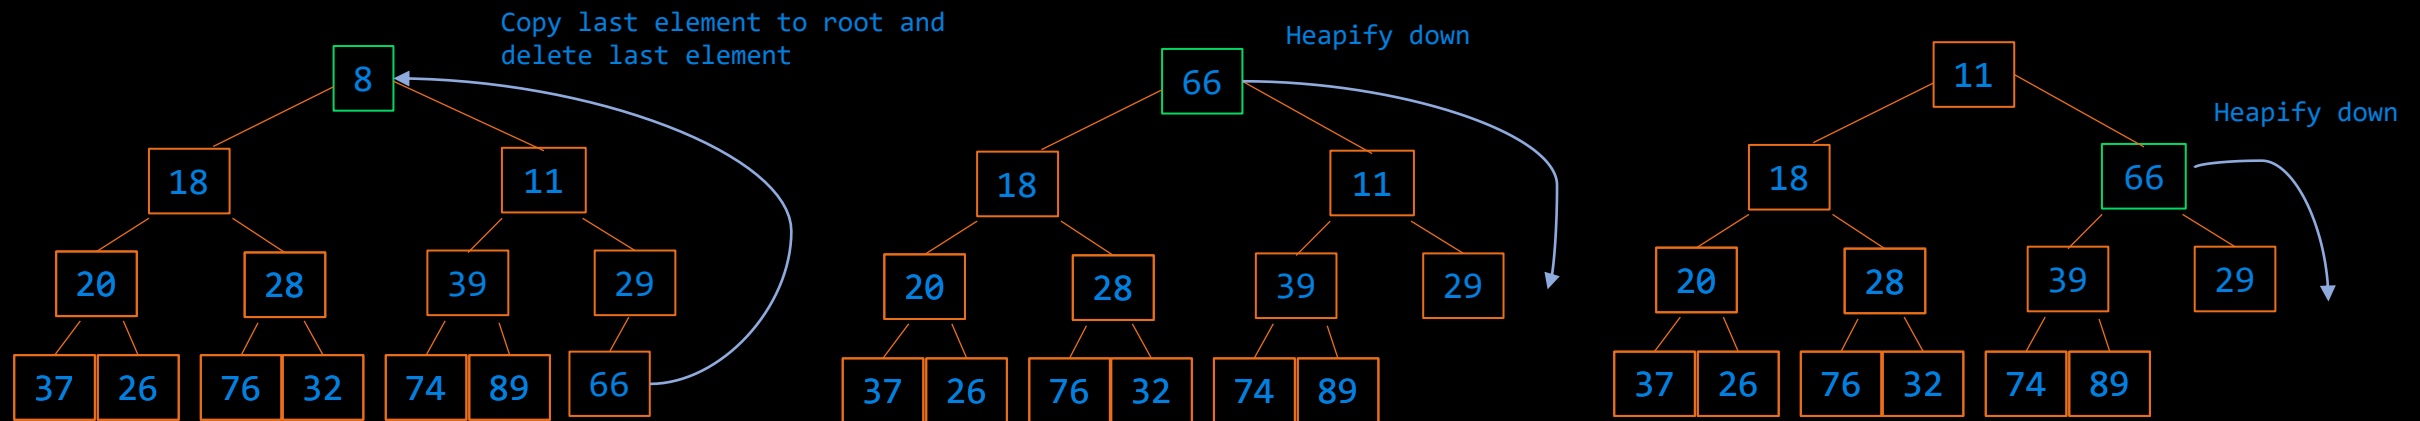 Copy last element to root and
delete last element
8
18 11
20 28 39 29
37 26 76 32 74 89 66
Heapify down
66
18 11
20 28 39 29
37 26 76 32 74 89
Heapify down
11
18 66
20 28 39 29
37 26 76 32 74 89